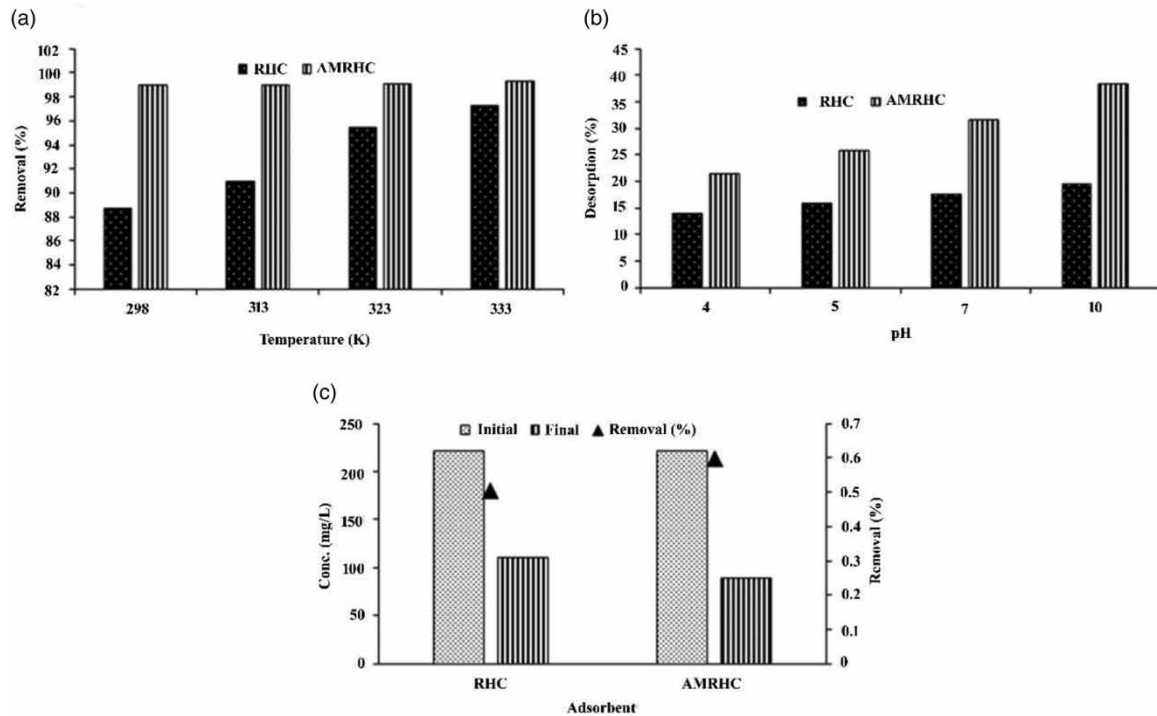 (a)
102
100
98
96
94
92
90
88
86
84
82
Removal (%)
RHC AMRHC
298 313 323 333
Temperature (K)
(b)
45
40
35
30
25
20
15
10
5
0
Desorption (%)
RHC AMRHC
4 5 7 10
pH
(c)
250
200
150
100
50
0
Conc. (mg/L)
Initial Final Removal (%)
0.7
0.6
0.5
0.4
0.3
0.2
0.1
0
Removal (%)
RHC AMRHC
Adsorbent